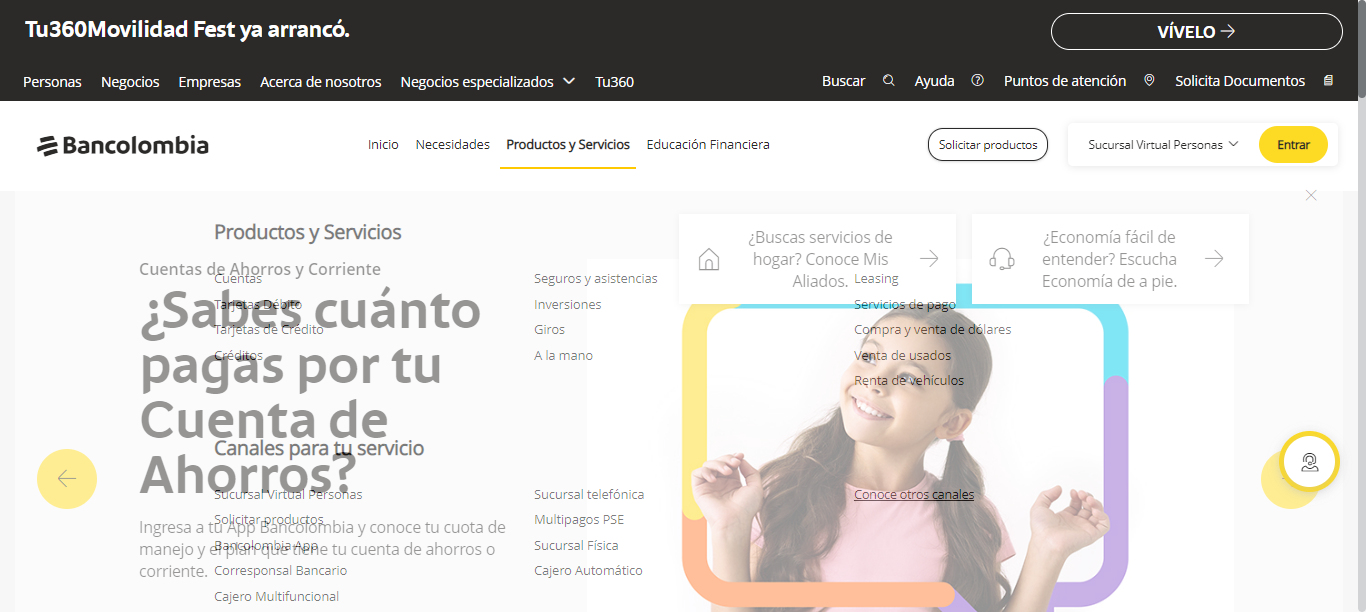 Tu360Movilidad Fest ya arrancó.
VÍVELO
Personas Negocios Empresas Acerca de nosotros Negocios especializados Tu360
Buscar Ayuda Puntos de atención Solicita Documentos
Bancolombia
Inicio Necesidades Productos y Servicios Educación Financiera
Solicitar productos
Sucursal Virtual Personas
Entrar
Productos y Servicios
Cuentas
Tarjetas Débito
Tarjetas de Crédito
Créditos
Seguros y asistencias
Inversiones
Giros
A la mano
Leasing
Servicios de pago
Compra y venta de dólares
Venta de usados
Renta de vehículos
¿Buscas servicios de
hogar? Conoce Mis
Aliados.
¿Economía fácil de
entender? Escucha
Economía de a pie.
Canales para tu servicio
Sucursal Virtual Personas
Solicitar productos
Bancolombia App
Corresponsal Bancario
Cajero Multifuncional
Sucursal telefónica
Multipagos PSE
Sucursal Física
Cajero Automático
Conoce otros canales
Cuentas de Ahorros y Corriente
¿Sabes cuánto
pagas por tu
Cuenta de
Ahorros?
Ingresa a tu App Bancolombia y conoce tu cuota de
manejo y el plan que tiene tu cuenta de ahorros o
corriente.